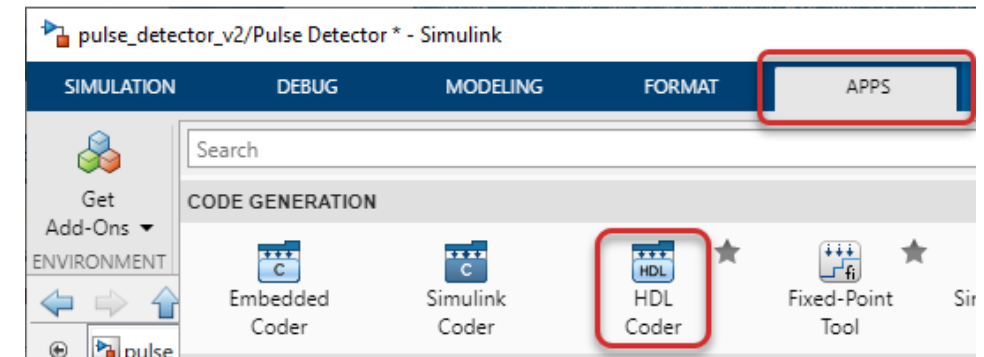 pulse_detector_v2/Pulse Detector * - Simulink
SIMULATION DEBUG MODELING FORMAT APPS
Search
Get
Add-Ons
ENVIRONMENT
CODE GENERATION
C C HDL fi
Embedded
Coder
Simulink
Coder
HDL
Coder
Fixed-Point
Tool
Sir
pulse